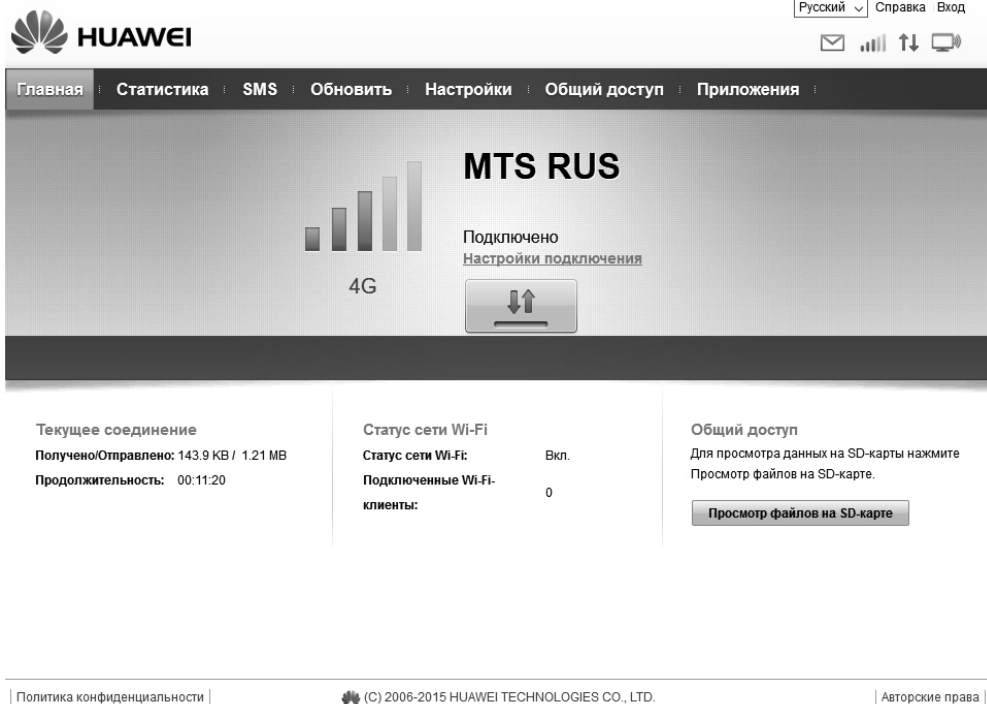 Русский Справка Вход
HUAWEI
Главная Статистика SMS Обновить Настройки Общий доступ Приложения
MTS RUS
Подключено
Настройки подключения
4G
Текущее соединение
Получено/Отправлено: 143.9 KB / 1.21 MB
Продолжительность: 00:11:20
Статус сети Wi-Fi
Статус сети Wi-Fi: Вкл.
Подключенные Wi-Fi-
клиенты: 0
Общий доступ
Для просмотра данных на SD-карты нажмите
Просмотр файлов на SD-карте.
Просмотр файлов на SD-карте
Политика конфиденциальности (C) 2006-2015 HUAWEI TECHNOLOGIES CO., LTD. Авторские права